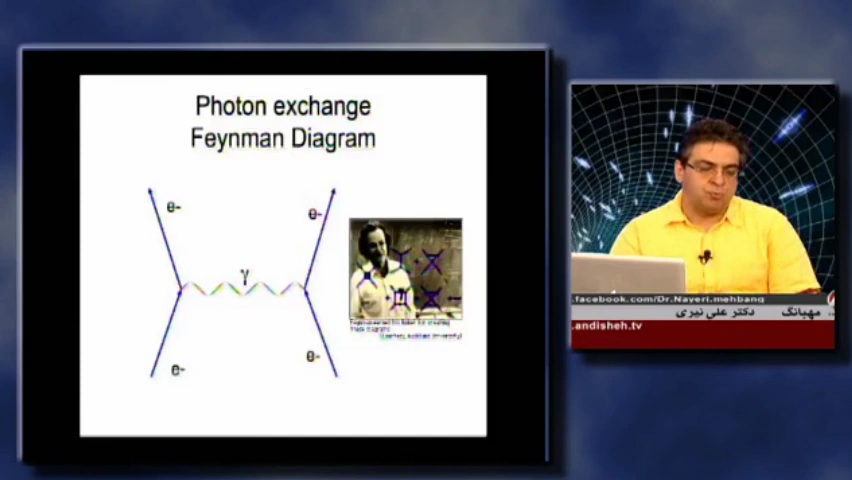 Photon exchange
Feynman Diagram
e-
e-
γ
e-
e-
.facebook.com/Dr.Nayeri.mehbang
مهبانگ دکتر علی نیری
.andisheh.tv